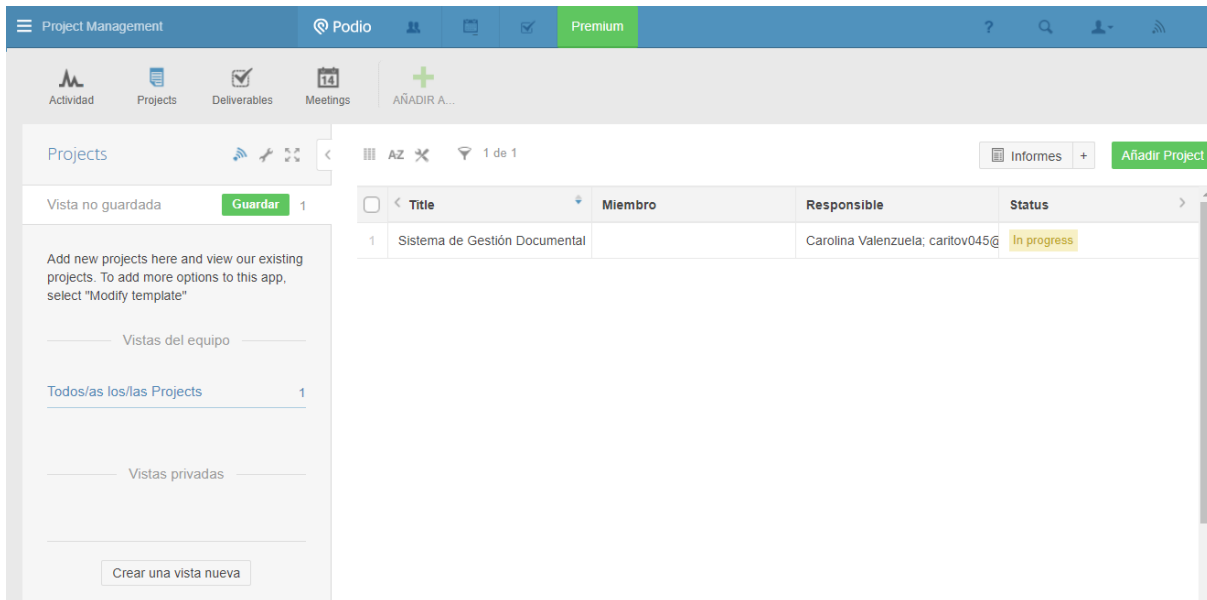 Project Management Podio Premium ?
Actividad Projects Deliverables 14 Meetings AÑADIR A...
Projects
AZ 1 de 1 Informes + Añadir Project
Vista no guardada Guardar 1
Title Miembro Responsible Status
1 Sistema de Gestión Documental Carolina Valenzuela; caritov045@ In progress
Add new projects here and view our existing
projects. To add more options to this app,
select "Modify template"
Vistas del equipo
Todos/as los/las Projects 1
Vistas privadas
Crear una vista nueva